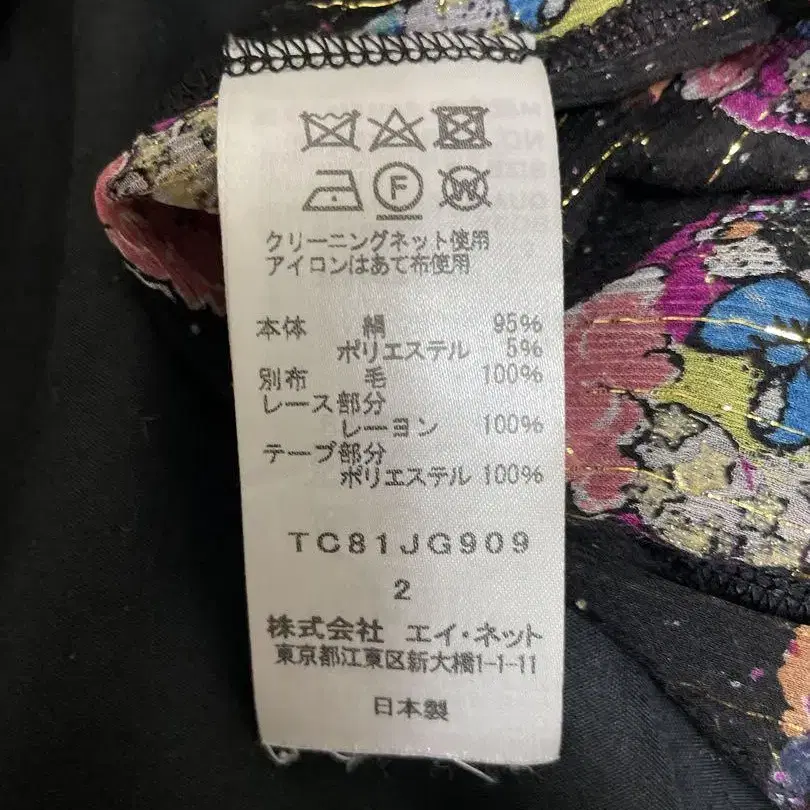 F W
クリーニングネット使用
アイロンはあて布使用
本体 絹 95%
ポリエステル 5%
別布 毛 100%
レース部分
レーヨン 100%
テープ部分
ポリエステル 100%
TC81JG909
2
株式会社 エイ・ネット
東京都江東区新大橋1-1-11
日本製